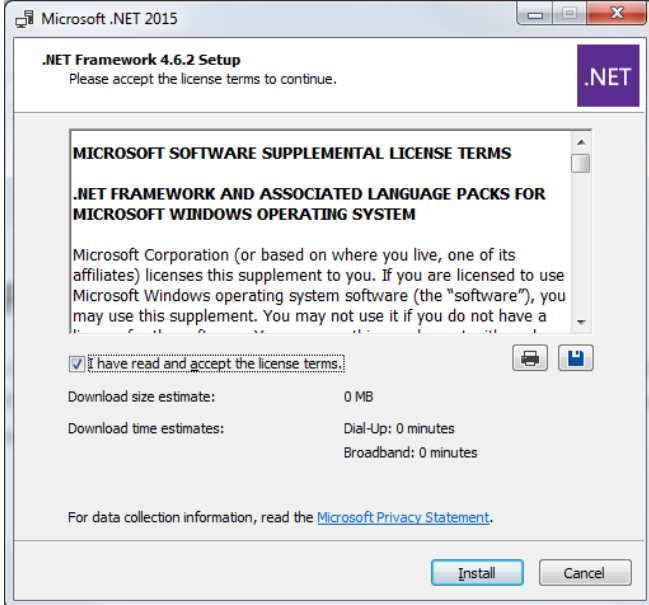 Microsoft .NET 2015
.NET Framework 4.6.2 Setup
Please accept the license terms to continue.
.NET
MICROSOFT SOFTWARE SUPPLEMENTAL LICENSE TERMS
.NET FRAMEWORK AND ASSOCIATED LANGUAGE PACKS FOR
MICROSOFT WINDOWS OPERATING SYSTEM
Microsoft Corporation (or based on where you live, one of its
affiliates) licenses this supplement to you. If you are licensed to use
Microsoft Windows operating system software (the “software”), you
may use this supplement. You may not use it if you do not have a
I have read and accept the license terms.
Download size estimate: 0 MB
Download time estimates: Dial-Up: 0 minutes
Broadband: 0 minutes
For data collection information, read the Microsoft Privacy Statement.
Install Cancel